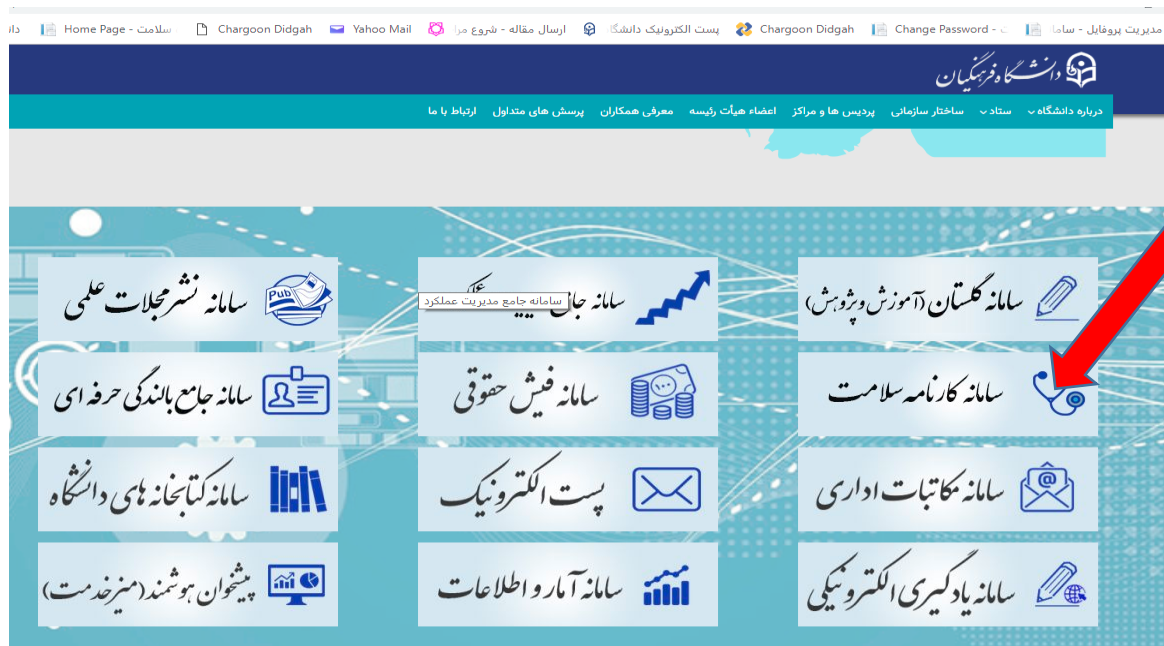 Home Page - سلامت
Chargoon Didgah
Yahoo Mail
ارسال مقاله - شروع مرا
پست الکترونیک دانشگا
Chargoon Didgah
Change Password -
مدیریت پروفایل - ساما
دانشگاه فرهنگیان
درباره دانشگاه ستاد ساختار سازمانی پردیس ها و مراکز اعضاء هیأت رئیسه معرفی همکاران پرسش های متداول ارتباط با ما
سامانه گلستان (آموزش و پژوهش)
سامانه
سامانه جامع مدیریت عملکرد
سامانه نشر مجلات علمی
Pub
سامانه کارنامه سلامت
سامانه فیش حقوقی
سامانه جامع بالندگی حرفه ای
سامانه مکاتبات اداری
پست الکترونیک
سامانه کتابخانه های دانشگاه
سامانه یادگیری الکترونیکی
سامانه آمار و اطلاعات
پیشخوان هوشمند (میز خدمت)